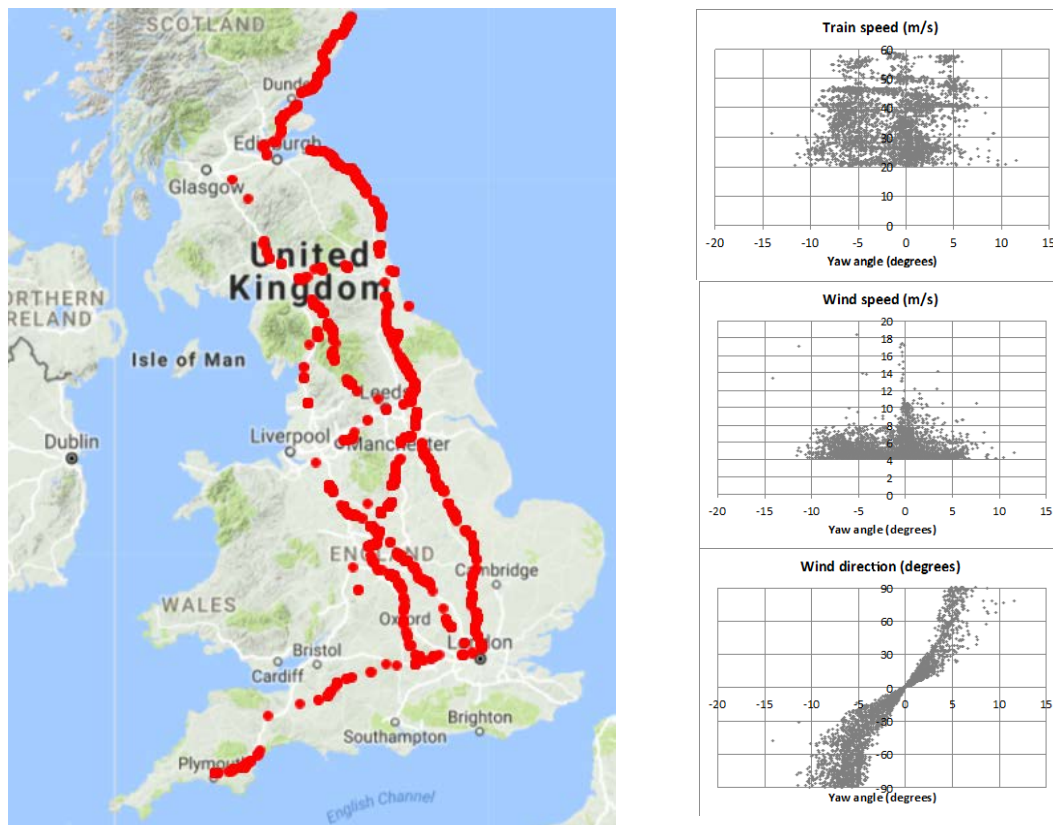 SCOTLAND
Dunde
Edinburgh
Glasgow
United
Kingdom
ORTHERN
RELAND
Isle of Man
Leeds
Dublin
Liverpool
Manchester
ENGLAND
Cambridge
WALES
Oxford
London
Bristol
Cardiff
Brighton
Southampton
Plymouth
English Channel
Train speed (m/s)
60
50
40
30
20
10
0
-20 -15 -10 -5 0 5 10 15
Yaw angle (degrees)
Wind speed (m/s)
20
18
16
14
12
10
8
6
4
2
0
-20 -15 -10 -5 0 5 10 15
Yaw angle (degrees)
Wind direction (degrees)
90
60
30
0
-20 -15 -10 -5 0 5 10 15
-30
-60
-90
Yaw angle (degrees)